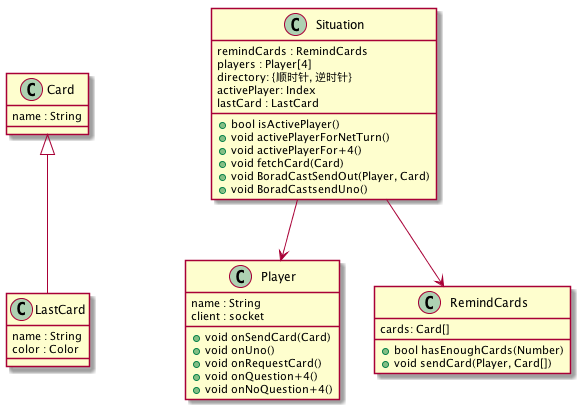 C Situation
remindCards : RemindCards
players : Player[4]
directory: {顺时针, 逆时针}
activePlayer: Index
lastCard : LastCard
bool isActivePlayer()
void activePlayerForNetTurn()
void activePlayerFor+4()
void fetchCard(Card)
void BoradCastSendOut(Player, Card)
void BoradCastsendUno()
C Card
name : String
C LastCard
name : String
color : Color
C Player
name : String
client : socket
void onSendCard(Card)
void onUno()
void onRequestCard()
void onQuestion+4()
void onNoQuestion+4()
C RemindCards
cards: Card[]
bool hasEnoughCards(Number)
void sendCard(Player, Card[])